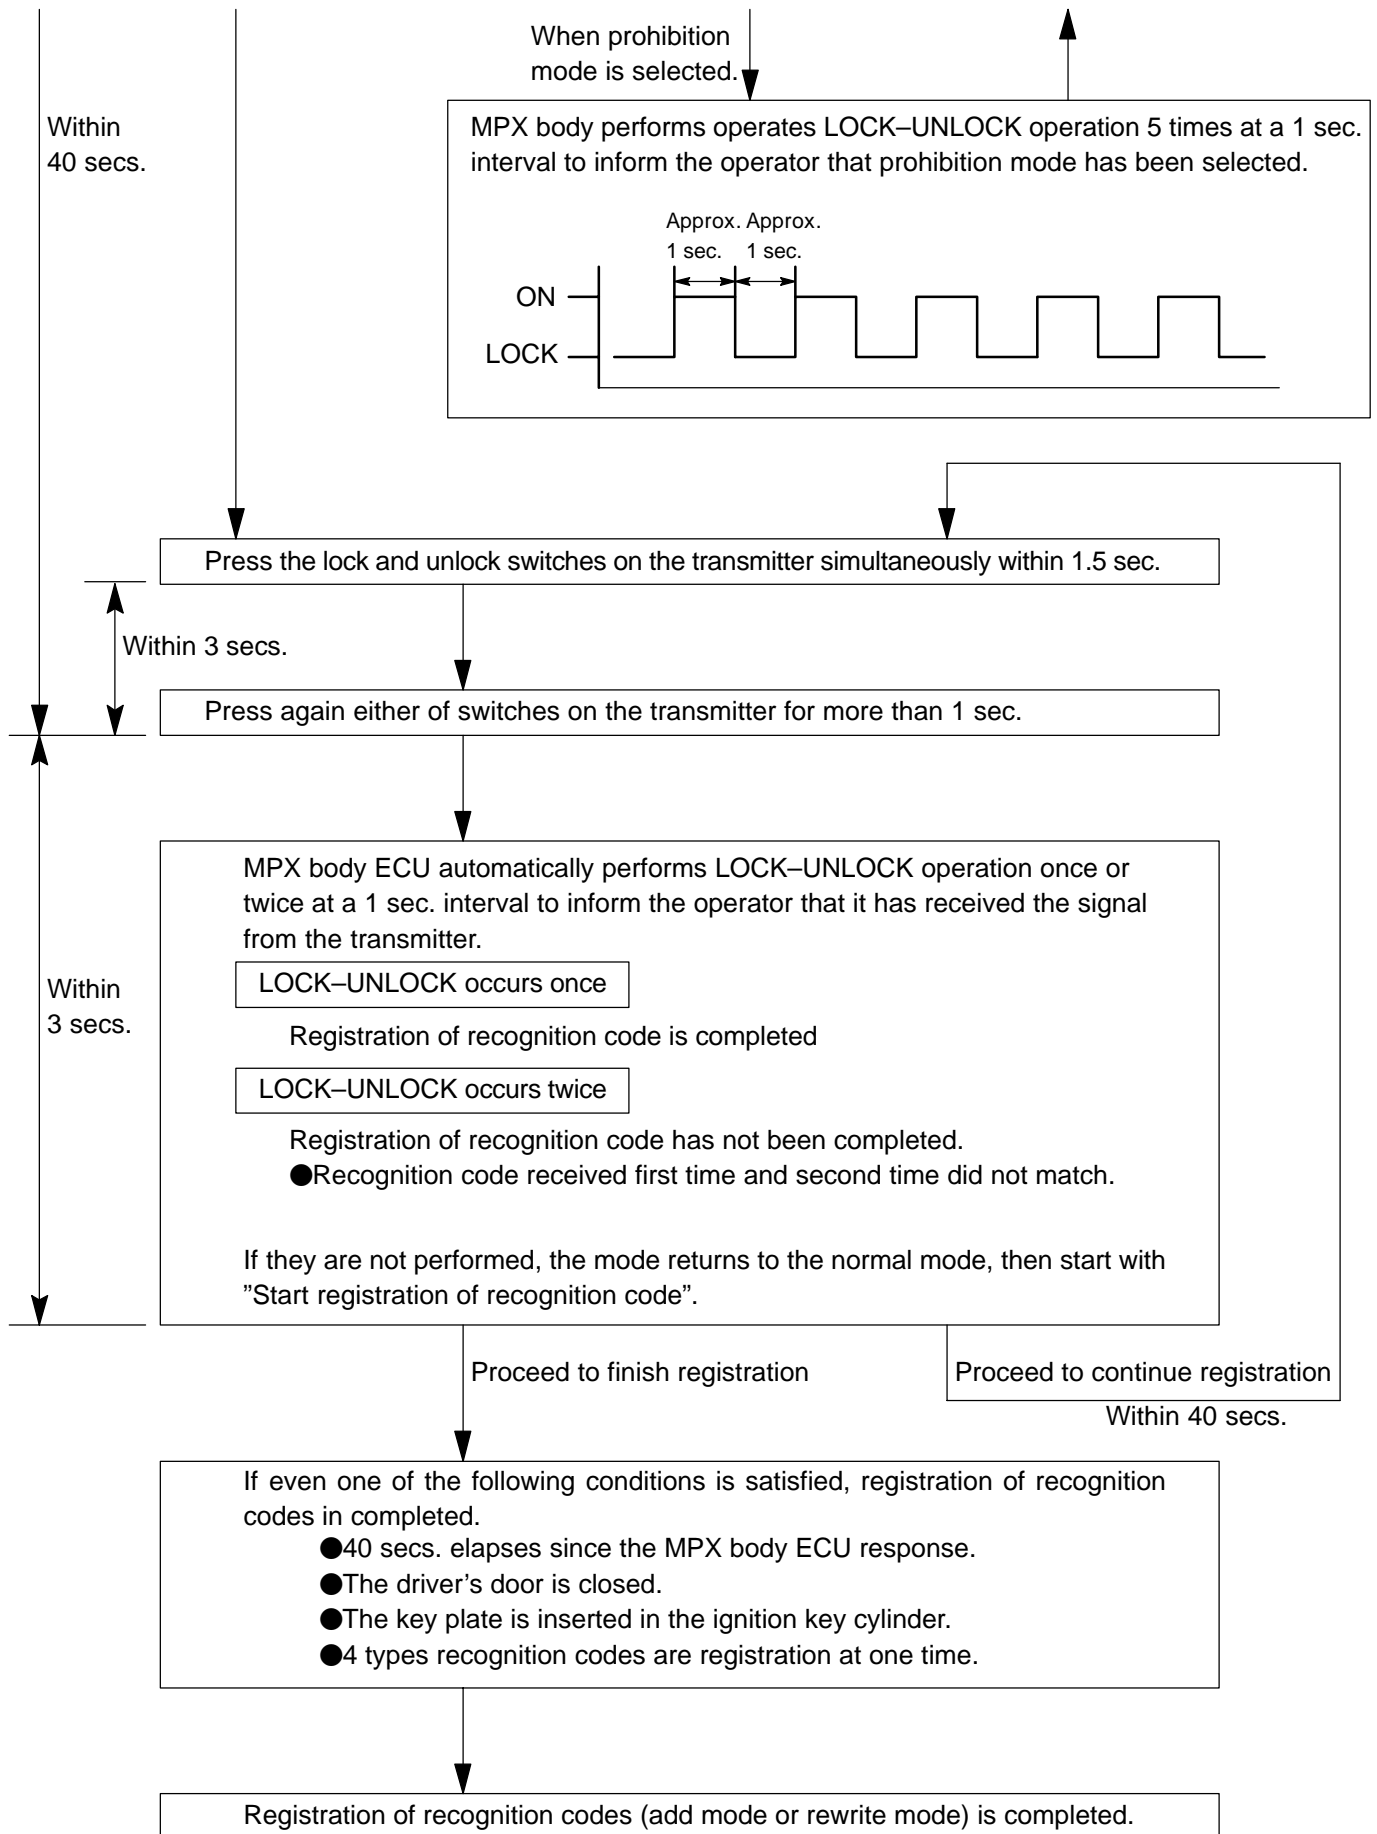 When prohibition
mode is selected.
Within
40 secs.
MPX body performs operates LOCK–UNLOCK operation 5 times at a 1 sec.
interval to inform the operator that prohibition mode has been selected.
Approx. Approx.
1 sec. 1 sec.
ON
LOCK
Press the lock and unlock switches on the transmitter simultaneously within 1.5 sec.
Within 3 secs.
Press again either of switches on the transmitter for more than 1 sec.
MPX body ECU automatically performs LOCK–UNLOCK operation once or
twice at a 1 sec. interval to inform the operator that it has received the signal
from the transmitter.
LOCK–UNLOCK occurs once
Within
3 secs.
Registration of recognition code is completed
LOCK–UNLOCK occurs twice
Registration of recognition code has not been completed.
●Recognition code received first time and second time did not match.
If they are not performed, the mode returns to the normal mode, then start with
”Start registration of recognition code”.
Proceed to finish registration
Proceed to continue registration
Within 40 secs.
If even one of the following conditions is satisfied, registration of recognition
codes in completed.
●40 secs. elapses since the MPX body ECU response.
●The driver’s door is closed.
●The key plate is inserted in the ignition key cylinder.
●4 types recognition codes are registration at one time.
Registration of recognition codes (add mode or rewrite mode) is completed.